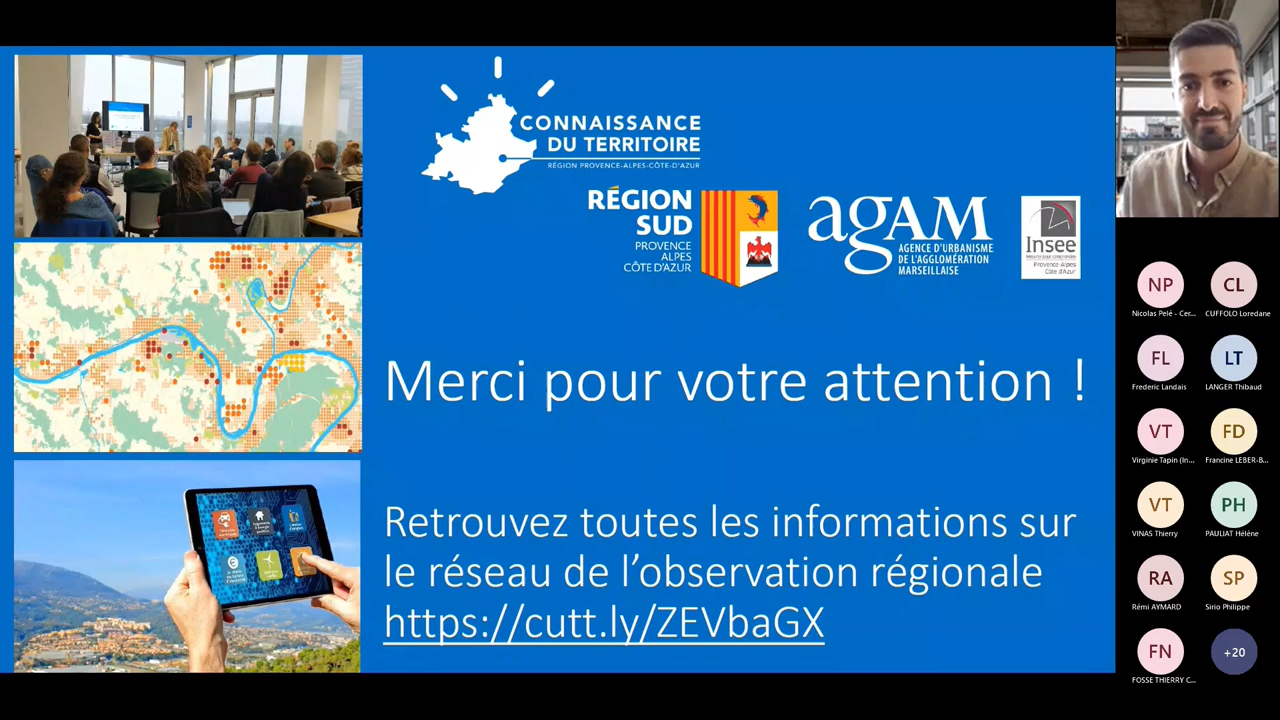 CONNAISSANCE
DU TERRITOIRE
RÉGION PROVENCE-ALPES-CÔTE-D'AZUR
RÉGION
SUD
PROVENCE
ALPES
CÔTE D'AZUR
agAM
AGENCE D'URBANISME
DE L'AGGLOMÉRATION
MARSEILLAISE
Insee
Mesurer pour comprendre
Provence-Alpes
Côte d'Azur
Merci pour votre attention !
Retrouvez toutes les informations sur
le réseau de l'observation régionale
https://cutt.ly/ZEVbaGX
NP
CL
Nicolas Pelé - Cer...
CUFFOLO Loredane
FL
LT
Frederic Landais
LANGER Thibaud
VT
FD
Virginie Tapin (In...
Francine LEBER-B...
VT
PH
VINAS Thierry
PAULIAT Hélène
RA
SP
Rémi AYMARD
Sirio Philippe
FN
+20
FOSSE THIERRY C...